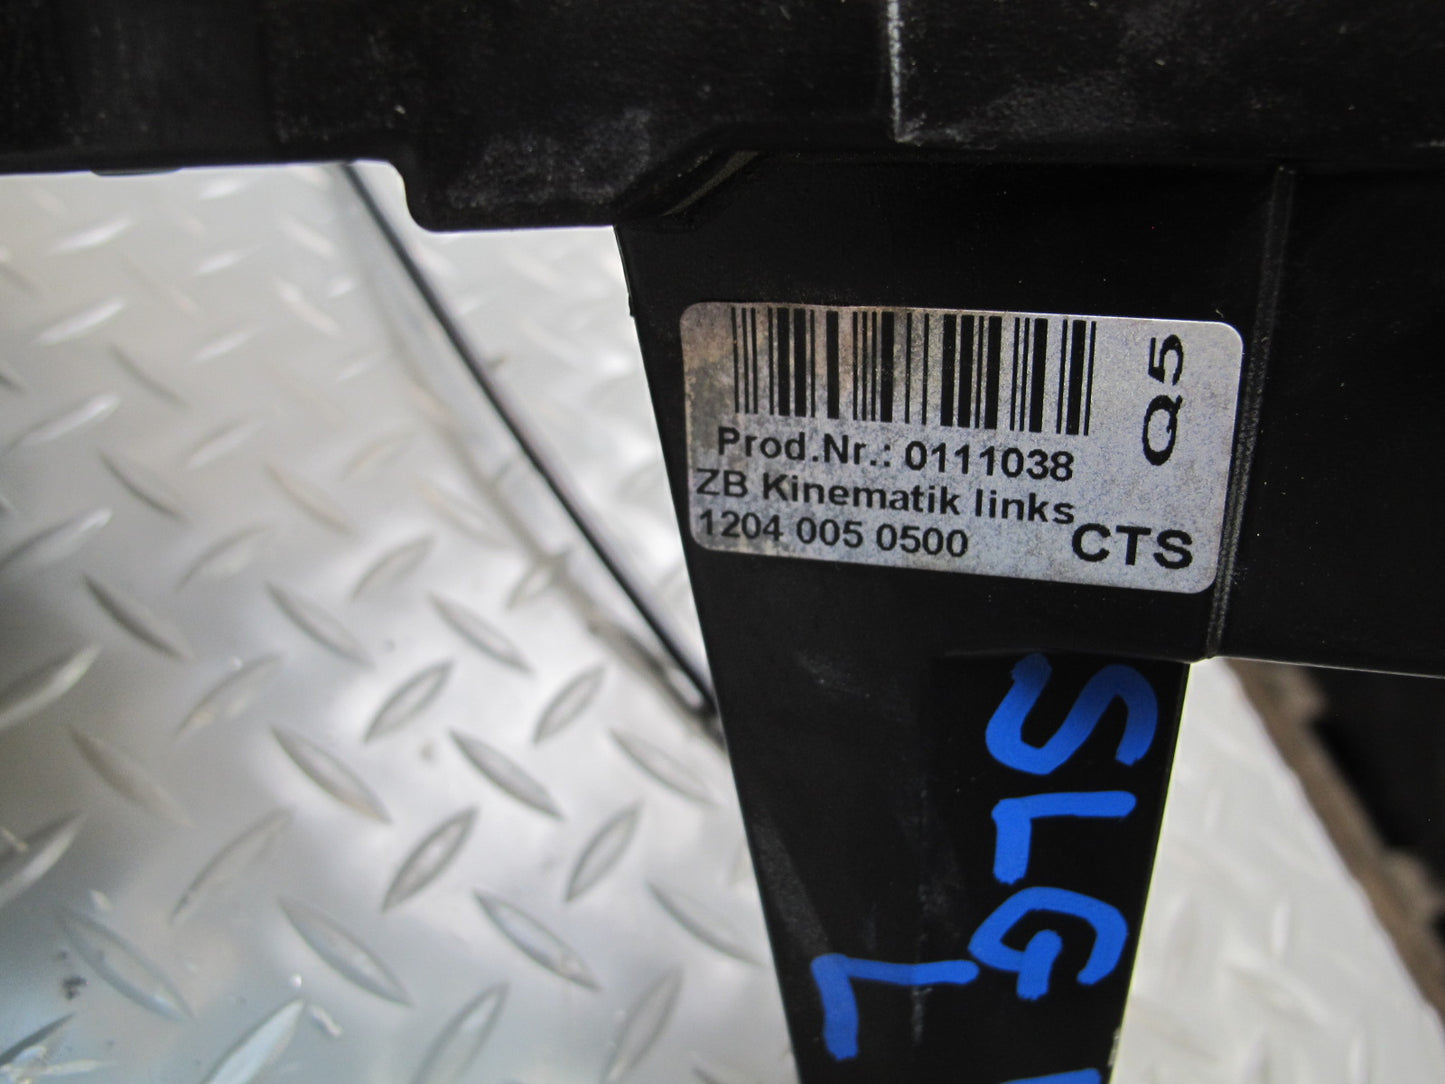 Prod.Nr.: 0111038
ZB Kinematik links
1204 005 0500
CTS
Q5
SLG
L